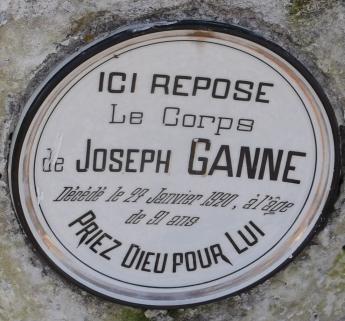 ICI REPOSE
Le Corps
de JOSEPH GANNE
Décédé le 27 Janvier 1920, à l'âge
de 91 ans
PRIEZ DIEU POUR LUI